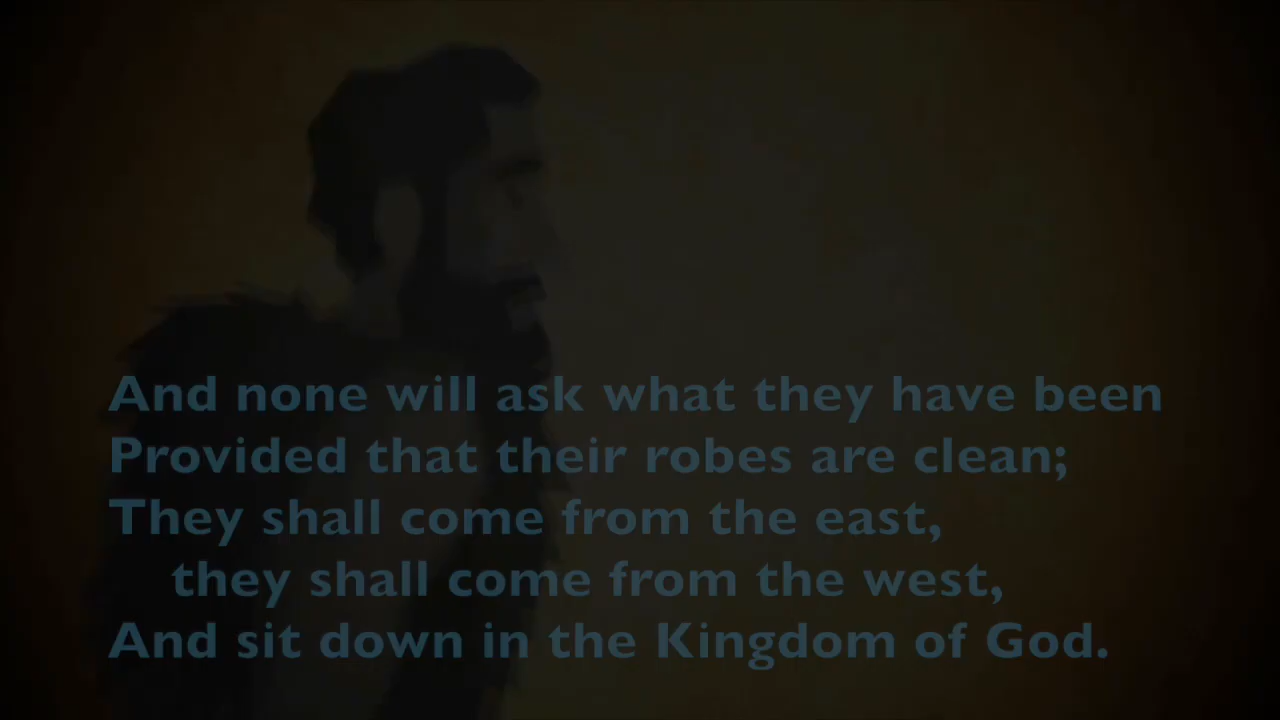 And none will ask what they have been
Provided that their robes are clean;
They shall come from the east,
they shall come from the west,
And sit down in the Kingdom of God.